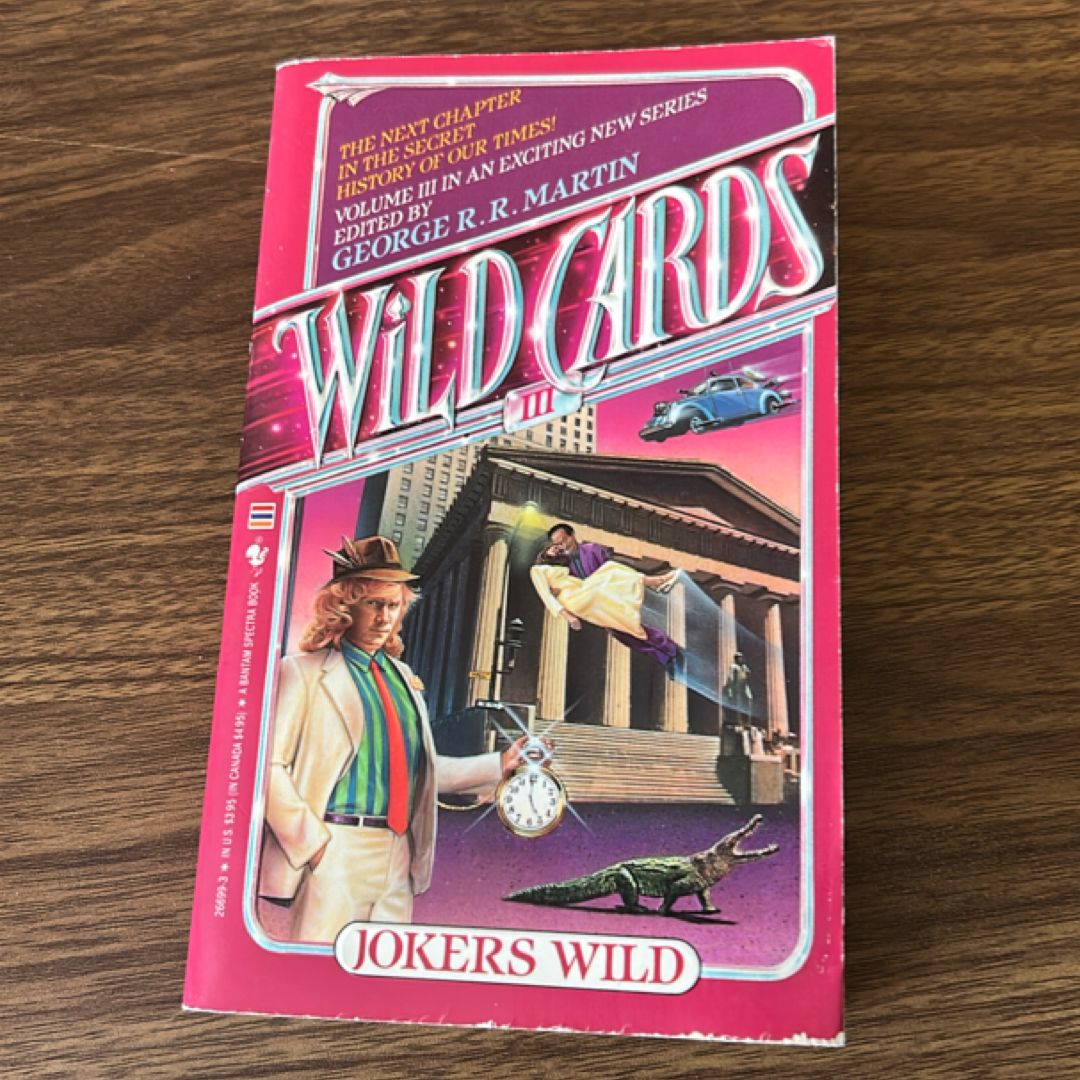 THE NEXT CHAPTER
IN THE SECRET
HISTORY OF OUR TIMES!
VOLUME III IN AN EXCITING NEW SERIES
EDITED BY
GEORGE R. R. MARTIN
WILD CARDS
III
26699-3 * IN U.S. $3.95 (IN CANADA $4.95) * A BANTAM SPECTRA BOOK
JOKERS WILD